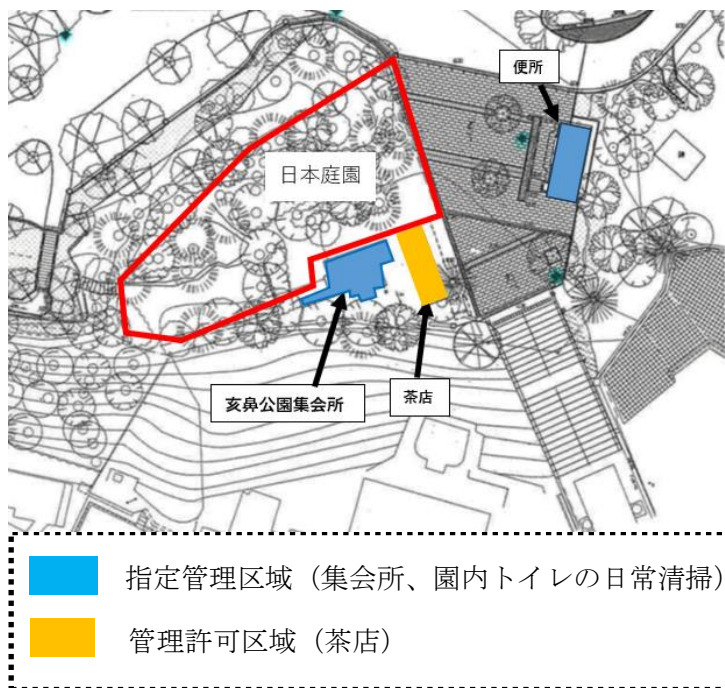 便所
日本庭園
亥鼻公園集会所
茶店
指定管理区域（集会所、園内トイレの日常清掃）
管理許可区域（茶店）